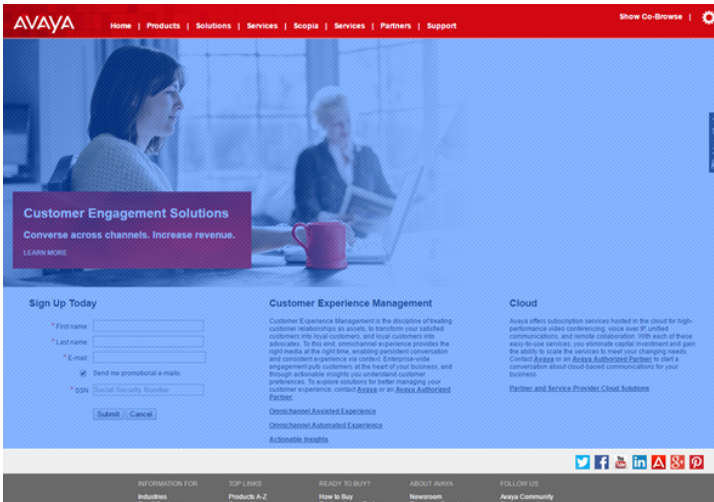 AVAYA
Home | Products | Solutions | Services | Scopia | Services | Partners | Support
Show Co-Browse |
Customer Engagement Solutions
Converse across channels. Increase revenue.
LEARN MORE
Sign Up Today
* First name:
* Last name:
* E-mail:
Send me promotional e-mails.
* SSN Social Security Number
Submit Cancel
Customer Experience Management
Customer Experience Management is the discipline of treating
customer relationships as assets, to transform your satisfied
customers into loyal customers, and loyal customers into
advocates. To this end, omnichannel experience provides the
right media at the right time, enabling persistent conversation
and consistent experience via context. Enterprise-wide
engagement puts customers at the heart of your business, and
through actionable insights you understand customer
preferences. To explore solutions for better managing your
customer experience, contact Avaya or an Avaya Authorized
Partner.
Omnichannel Assisted Experience
Omnichannel Automated Experience
Actionable Insights
Cloud
Avaya offers subscription services hosted in the cloud for high-
performance video conferencing, voice over IP, unified
communications, and remote collaboration. With each of these
easy-to-use services, you eliminate capital investment and gain
the ability to scale the services to meet your changing needs.
Contact Avaya or an Avaya Authorized Partner to start a
conversation about cloud-based communications for your
business.
Partner and Service Provider Cloud Solutions
INFORMATION FOR TOP LINKS READY TO BUY? ABOUT AVAYA FOLLOW US
Industries Products A-Z How to Buy Newsroom Avaya Community